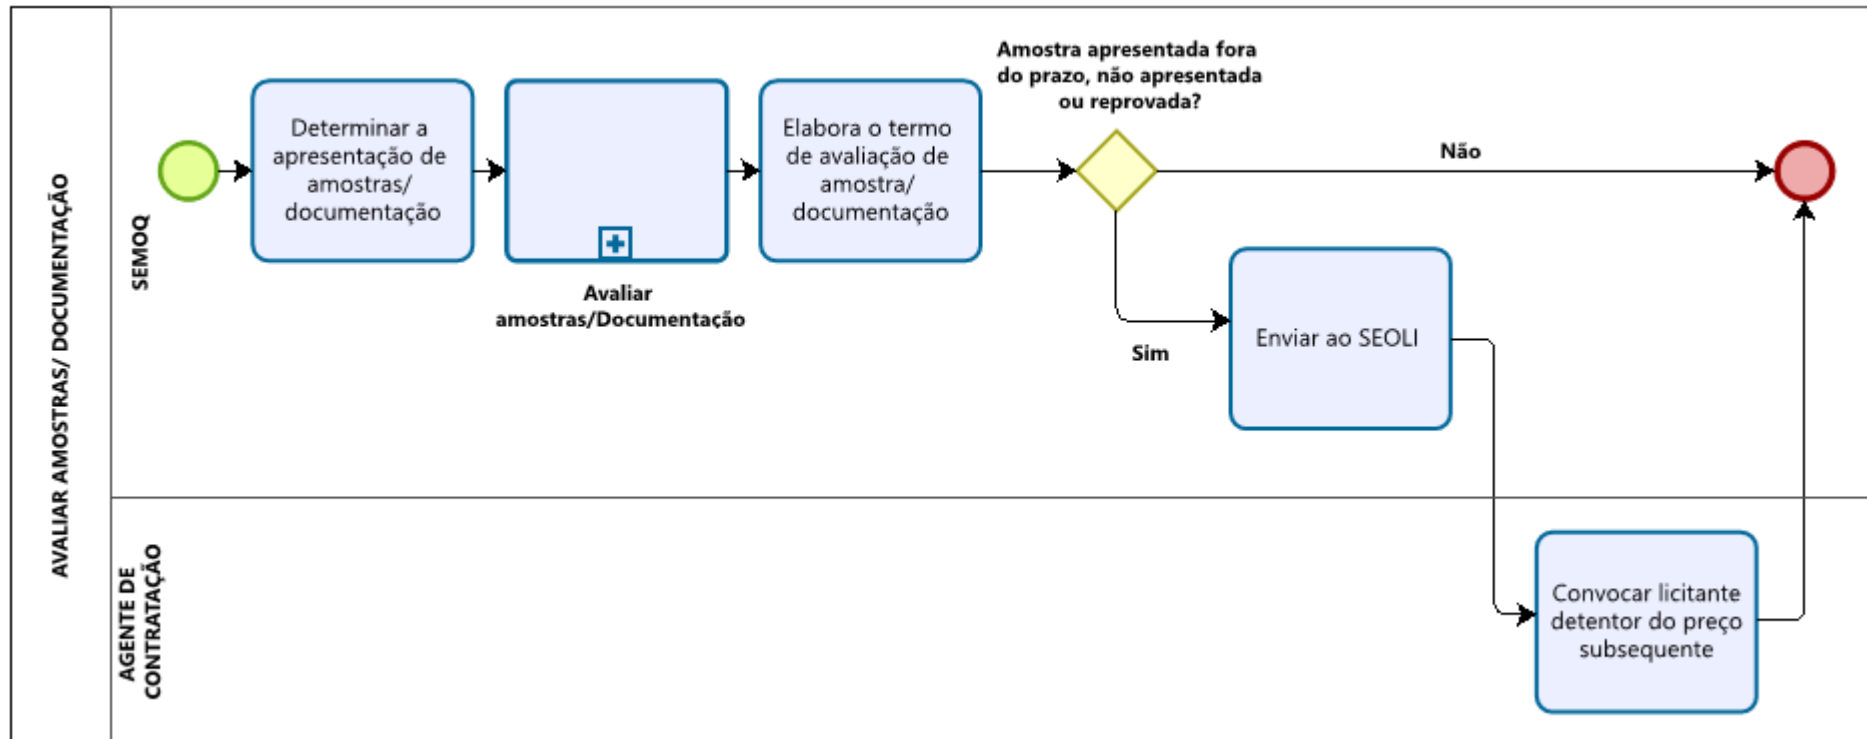 AVALIAR AMOSTRAS/ DOCUMENTAÇÃO
SEMOQ
Determinar a
apresentação de
amostras/
documentação
Avaliar
amostras/Documentação
Elabora o termo
de avaliação de
amostra/
documentação
Amostra apresentada fora
do prazo, não apresentada
ou reprovada?
Não
Sim
Enviar ao SEOLI
AGENTE DE
CONTRATAÇÃO
Convocar licitante
detentor do preço
subsequente